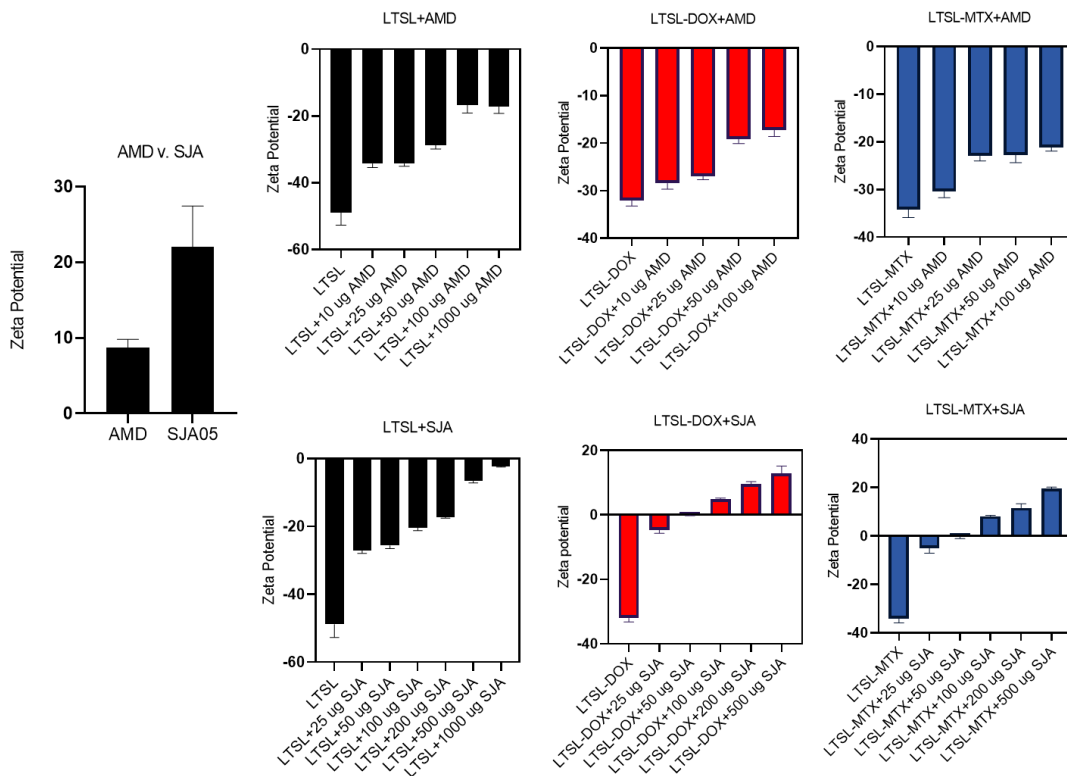 AMD v. SJA
Zeta Potential
30
20
10
0
AMD
SJA05
LTSL+AMD
Zeta Potential
0
-20
-40
-60
LTSL
LTSL+10 ug AMD
LTSL+25 ug AMD
LTSL+50 ug AMD
LTSL+100 ug AMD
LTSL+1000 ug AMD
LTSL-DOX+AMD
Zeta Potential
0
-10
-20
-30
-40
LTSL-DOX
LTSL-DOX+10 ug AMD
LTSL-DOX+25 ug AMD
LTSL-DOX+50 ug AMD
LTSL-DOX+100 ug AMD
LTSL-MTX+AMD
Zeta Potential
0
-10
-20
-30
-40
LTSL-MTX
LTSL-MTX+10 ug AMD
LTSL-MTX+25 ug AMD
LTSL-MTX+50 ug AMD
LTSL-MTX+100 ug AMD
LTSL+SJA
Zeta Potential
0
-20
-40
-60
LTSL
LTSL+25 ug SJA
LTSL+50 ug SJA
LTSL+100 ug SJA
LTSL+200 ug SJA
LTSL+500 ug SJA
LTSL+1000 ug SJA
LTSL-DOX+SJA
Zeta potential
20
0
-20
-40
LTSL-DOX
LTSL-DOX+25 ug SJA
LTSL-DOX+50 ug SJA
LTSL-DOX+100 ug SJA
LTSL-DOX+200 ug SJA
LTSL-DOX+500 ug SJA
LTSL-MTX+SJA
Zeta Potential
40
20
0
-20
-40
LTSL-MTX
LTSL-MTX+25 ug SJA
LTSL-MTX+50 ug SJA
LTSL-MTX+100 ug SJA
LTSL-MTX+200 ug SJA
LTSL-MTX+500 ug SJA